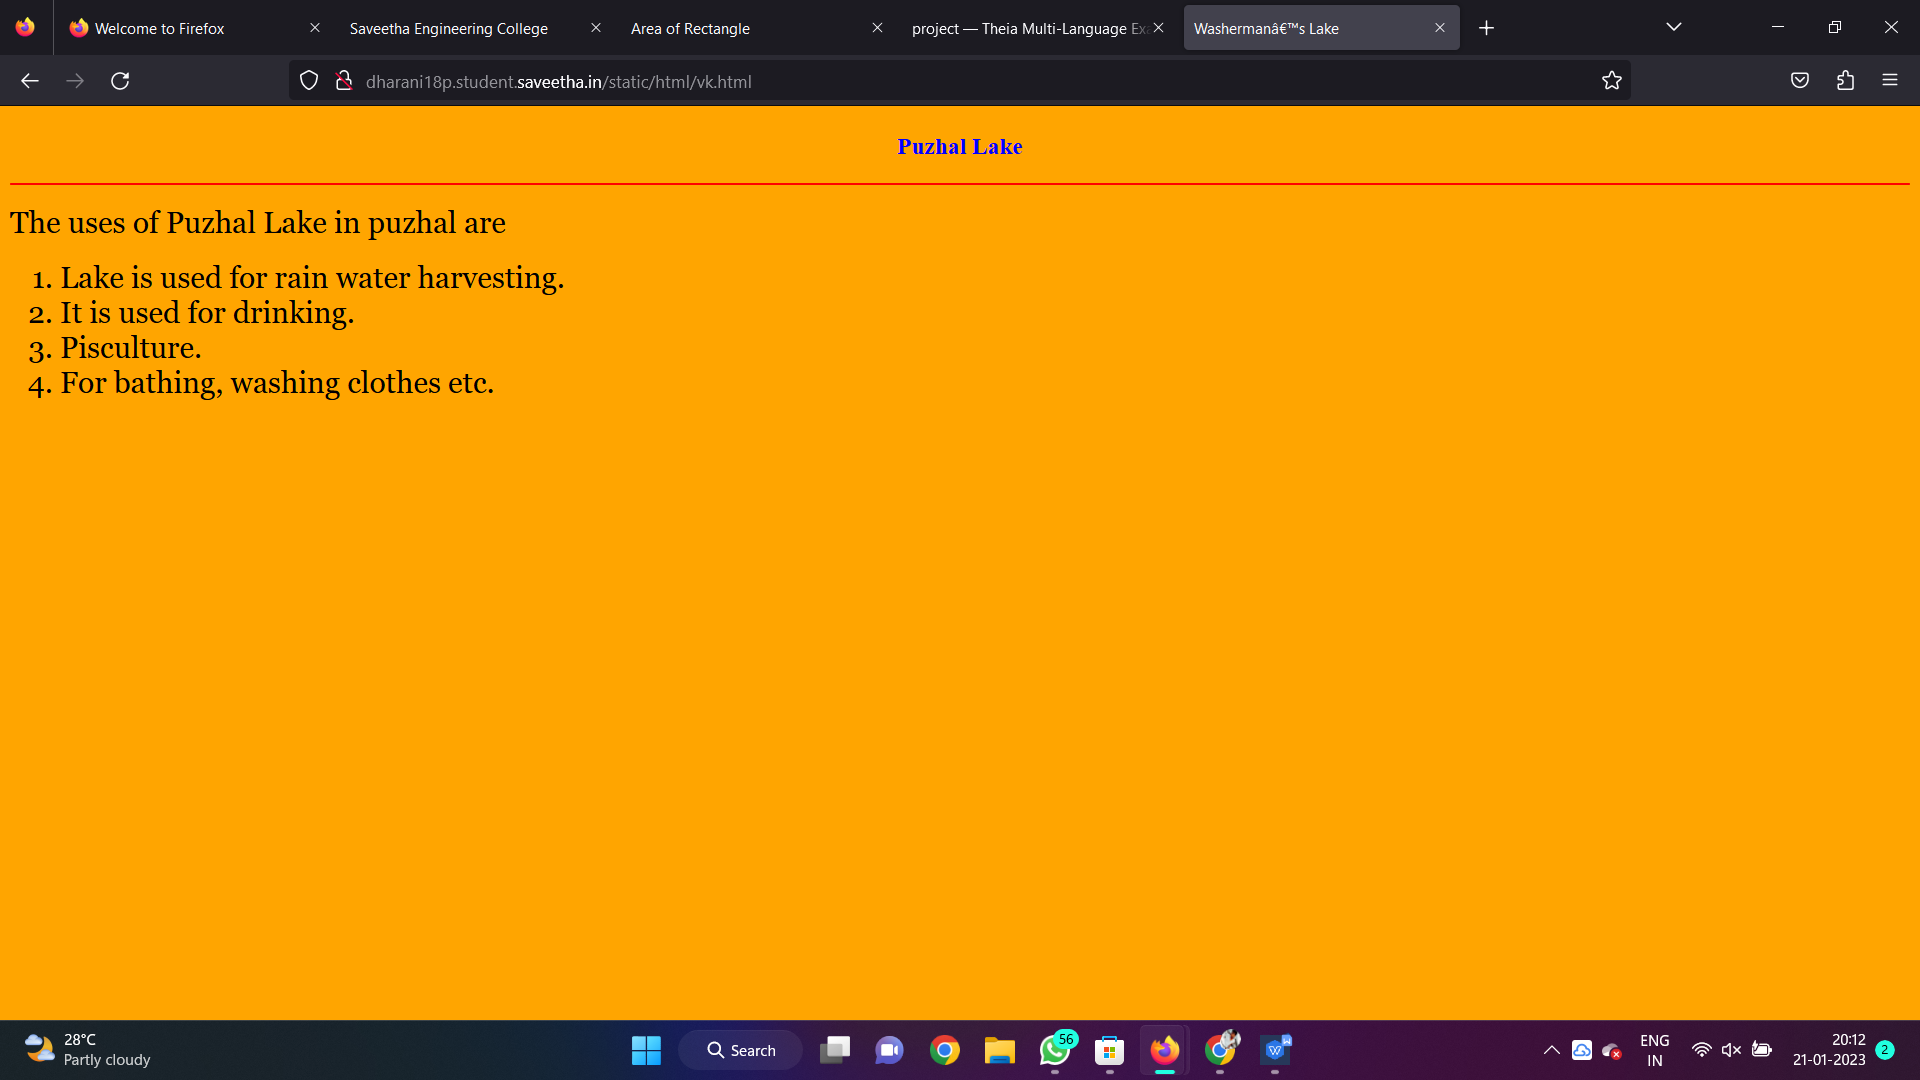 Welcome to Firefox
Saveetha Engineering College
Area of Rectangle
project — Theia Multi-Language Ex
Washermanâ€™s Lake
dharani18p.student.saveetha.in/static/html/vk.html
Puzhal Lake
The uses of Puzhal Lake in puzhal are
1. Lake is used for rain water harvesting.
2. It is used for drinking.
3. Pisculture.
4. For bathing, washing clothes etc.
28°C
Partly cloudy
Search
56
ENG
IN
20:12
21-01-2023
2